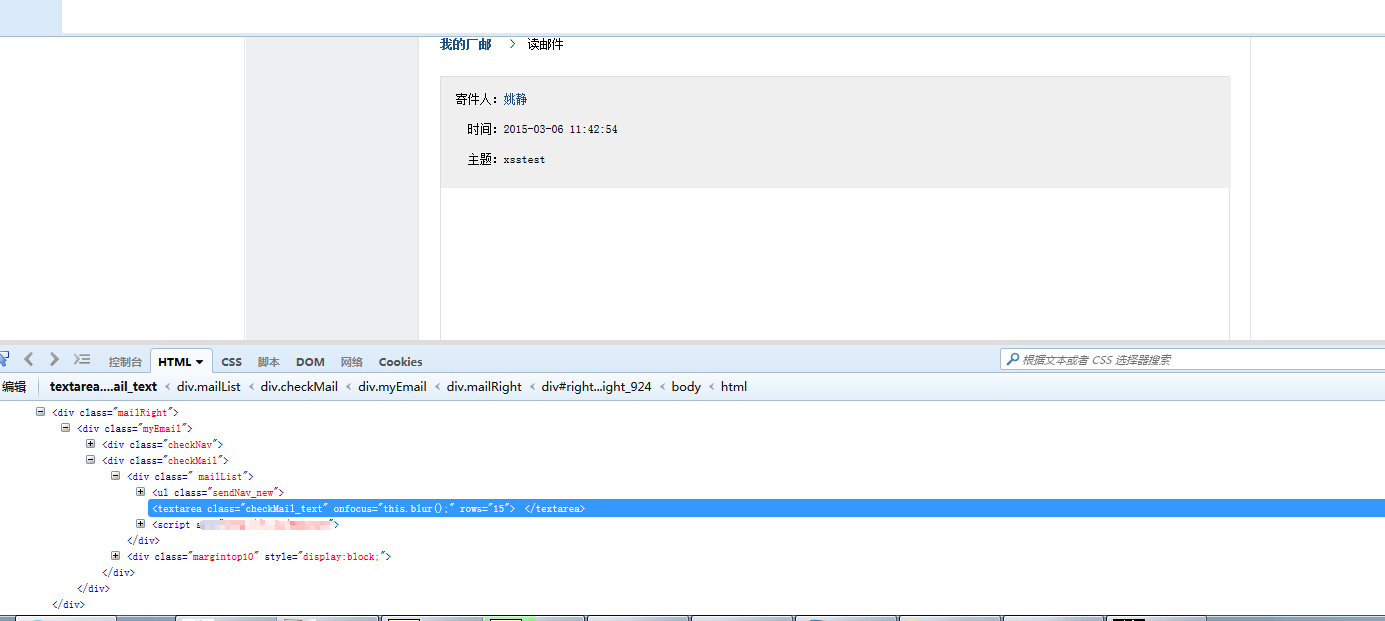 我的厂邮 > 读邮件
寄件人：姚静
时间：2015-03-06 11:42:54
主题：xsstest
控制台 HTML CSS 脚本 DOM 网络 Cookies 根据文本或者 CSS 选择器搜索
编辑 textarea....ail_text < div.mailList < div.checkMail < div.myEmail < div.mailRight < div#right...ight_924 < body < html
<div class="mailRight">
<div class="myEmail">
<div class="checkNav">
<div class="checkMail">
<div class=" mailList">
<ul class="sendNav_new">
<textarea class="checkMail_text" onfocus="this.blur();" rows="15"> </textarea>
<script
">
</div>
<div class="margintop10" style="display:block;">
</div>
</div>
</div>